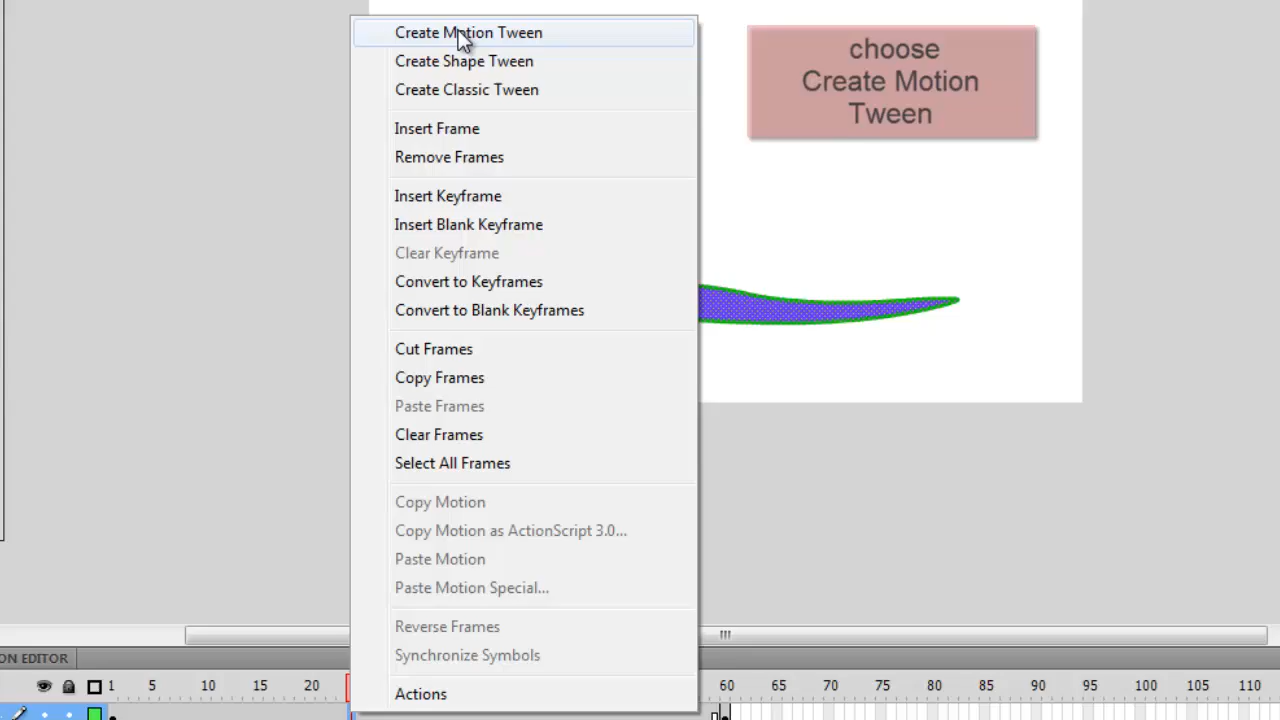 Create Motion Tween
Create Shape Tween
Create Classic Tween
Insert Frame
Remove Frames
Insert Keyframe
Insert Blank Keyframe
Clear Keyframe
Convert to Keyframes
Convert to Blank Keyframes
Cut Frames
Copy Frames
Paste Frames
Clear Frames
Select All Frames
Copy Motion
Copy Motion as ActionScript 3.0...
Paste Motion
Paste Motion Special...
Reverse Frames
Synchronize Symbols
Actions
choose
Create Motion
Tween
ON EDITOR
1 5 10 15 20 60 65 70 75 80 85 90 95 100 105 110